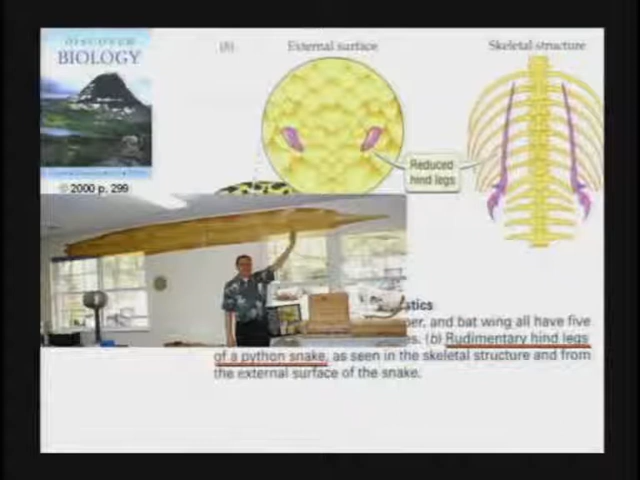 DISCOVER
BIOLOGY
© 2000 p. 299
(b)
External surface
Skeletal structure
Reduced
hind legs
stics
per, and bat wing all have five
es. (b) Rudimentary hind legs
of a python snake, as seen in the skeletal structure and from
the external surface of the snake.